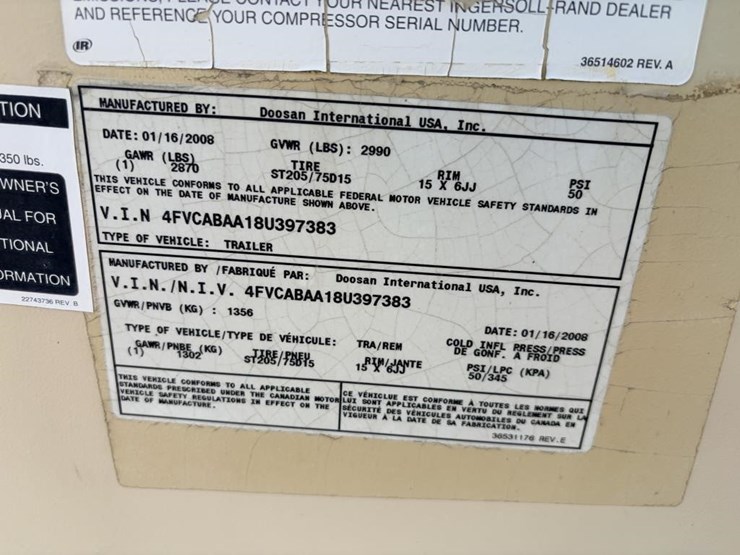 YOUR NEAREST INGERSOLL-RAND DEALER
AND REFERENCE YOUR COMPRESSOR SERIAL NUMBER.
IR
36514602 REV. A
TION
350 lbs.
WNER'S
AL FOR
TIONAL
ORMATION
22743736 REV B
MANUFACTURED BY: Doosan International USA, Inc.
DATE: 01/16/2008 GVWR (LBS): 2990
GAWR (LBS) TIRE RIM PSI
(1) 2870 ST205/75D15 15 X 6JJ 50
THIS VEHICLE CONFORMS TO ALL APPLICABLE FEDERAL MOTOR VEHICLE SAFETY STANDARDS IN
EFFECT ON THE DATE OF MANUFACTURE SHOWN ABOVE.
V.I.N 4FVCABAA18U397383
TYPE OF VEHICLE: TRAILER
MANUFACTURED BY /FABRIQUÉ PAR: Doosan International USA, Inc.
V.I.N./N.I.V. 4FVCABAA18U397383
GVWR/PNVB (KG) : 1356 DATE: 01/16/2008
TYPE OF VEHICLE/TYPE DE VÉHICULE: TRA/REM COLD INFL PRESS/PRESS
DE GONF. A FROID
GAWR/PNBE (KG) TIRE/PNEU RIM/JANTE PSI/LPC (KPA)
(1) 1302 ST205/75D15 15 X 6JJ 50/345
THIS VEHICLE CONFORMS TO ALL APPLICABLE
STANDARDS PRESCRIBED UNDER THE CANADIAN MOTOR
VEHICLE SAFETY REGULATIONS IN EFFECT ON THE
DATE OF MANUFACTURE.
CE VÉHICLUE EST CONFORME À TOUTES LES NORMES QUI
LUI SONT APPLICABLES EN VERTU DU REGLEMENT SUR LA
SÉCURITÉ DES VÉHICULES AUTOMOBILES DU CANADA EN
VIGUEUR À LA DATE DE SA FABRICATION.
36531176 REV.E